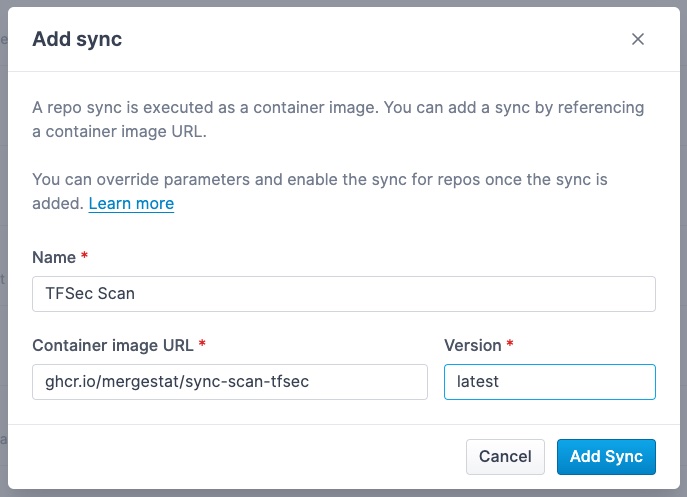 Add sync
A repo sync is executed as a container image. You can add a sync by referencing
a container image URL.
You can override parameters and enable the sync for repos once the sync is
added. Learn more
Name *
TFSec Scan
Container image URL * Version *
ghcr.io/mergestat/sync-scan-tfsec latest
Cancel Add Sync